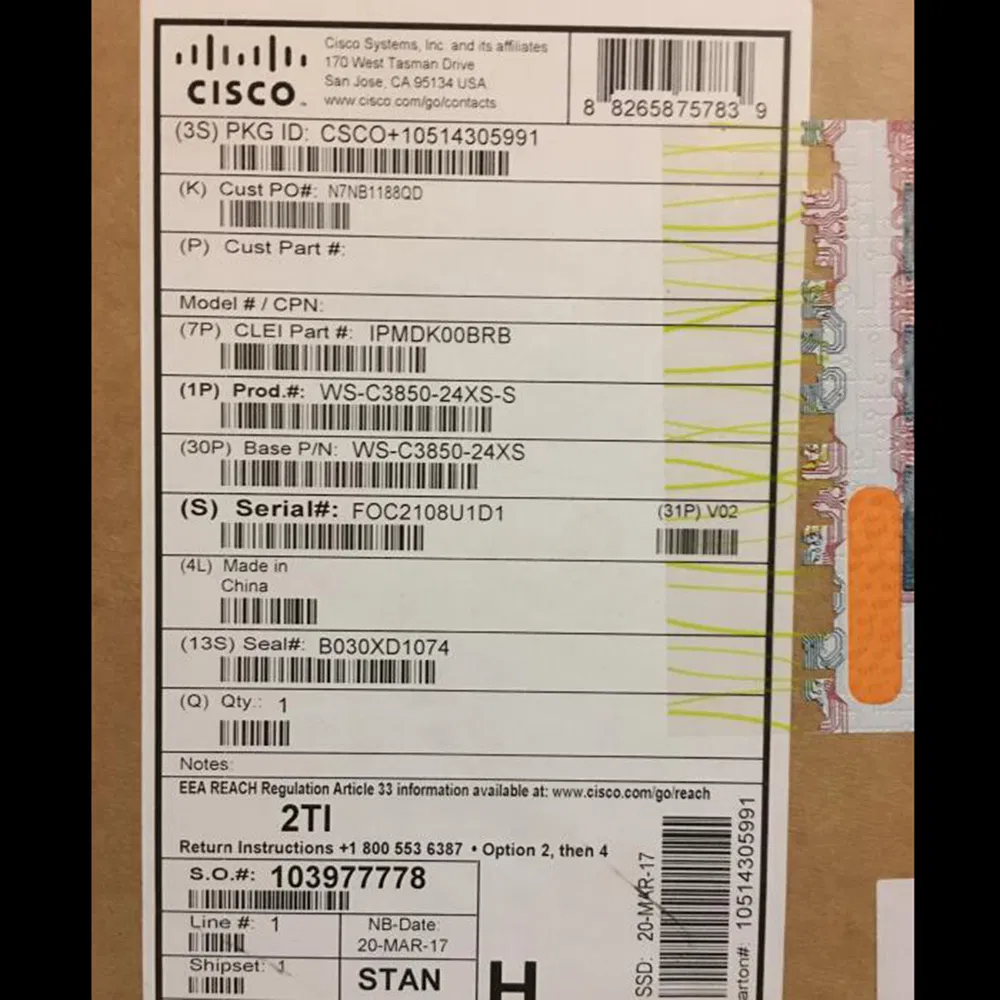 CISCO
Cisco Systems, Inc. and its affiliates
170 West Tasman Drive
San Jose, CA 95134 USA
www.cisco.com/go/contacts
8 82658 75783 9
(3S) PKG ID: CSCO+10514305991
(K) Cust PO#: N7NB1188QD
(P) Cust Part #:
Model # / CPN:
(7P) CLEI Part #: IPMDK00BRB
(1P) Prod.#: WS-C3850-24XS-S
(30P) Base P/N: WS-C3850-24XS
(S) Serial#: FOC2108U1D1
(31P) V02
(4L) Made in
China
(13S) Seal#: B030XD1074
(Q) Qty.: 1
Notes:
EEA REACH Regulation Article 33 information available at: www.cisco.com/go/reach
2TI
Return Instructions +1 800 553 6387 • Option 2, then 4
S.O.#: 103977778
Line #: 1
NB-Date:
20-MAR-17
Shipset: 1
STAN
H
SSD: 20-MAR-17
arton#: 10514305991